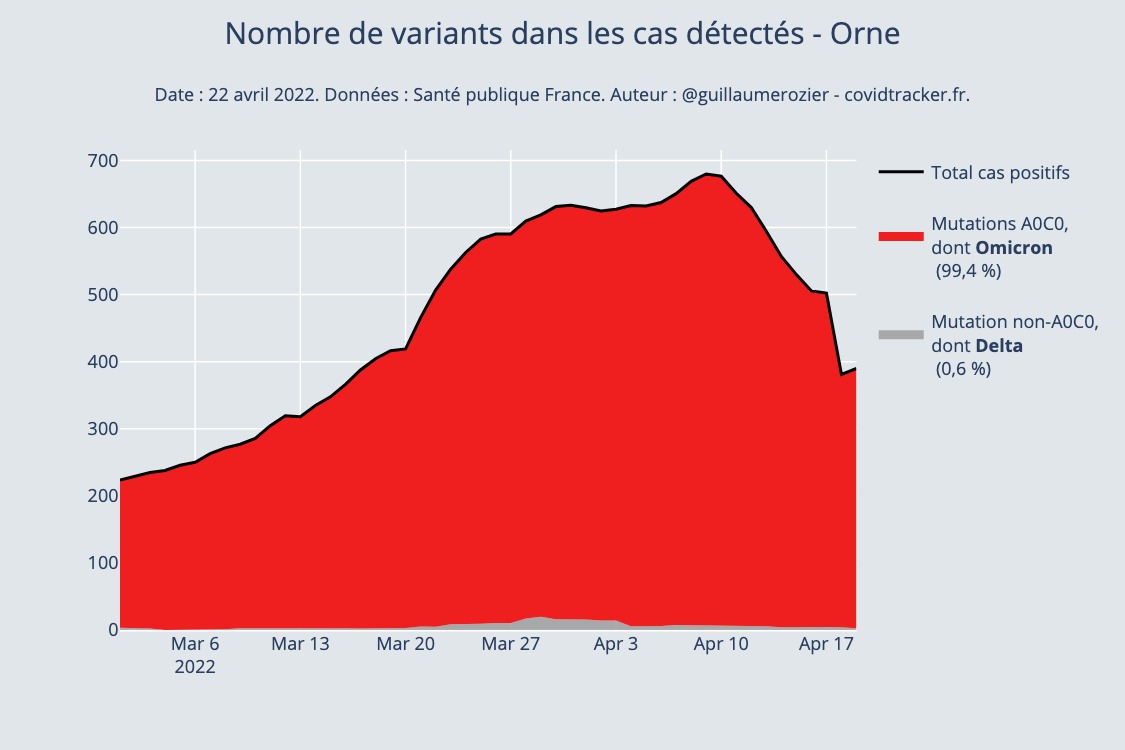 Nombre de variants dans les cas détectés - Orne
Date : 22 avril 2022. Données : Santé publique France. Auteur : @guillaumerozier - covidtracker.fr.
700
600
500
400
300
200
100
0
Mar 6
2022
Mar 13
Mar 20
Mar 27
Apr 3
Apr 10
Apr 17
Total cas positifs
Mutations A0C0,
dont Omicron
(99,4 %)
Mutation non-A0C0,
dont Delta
(0,6 %)